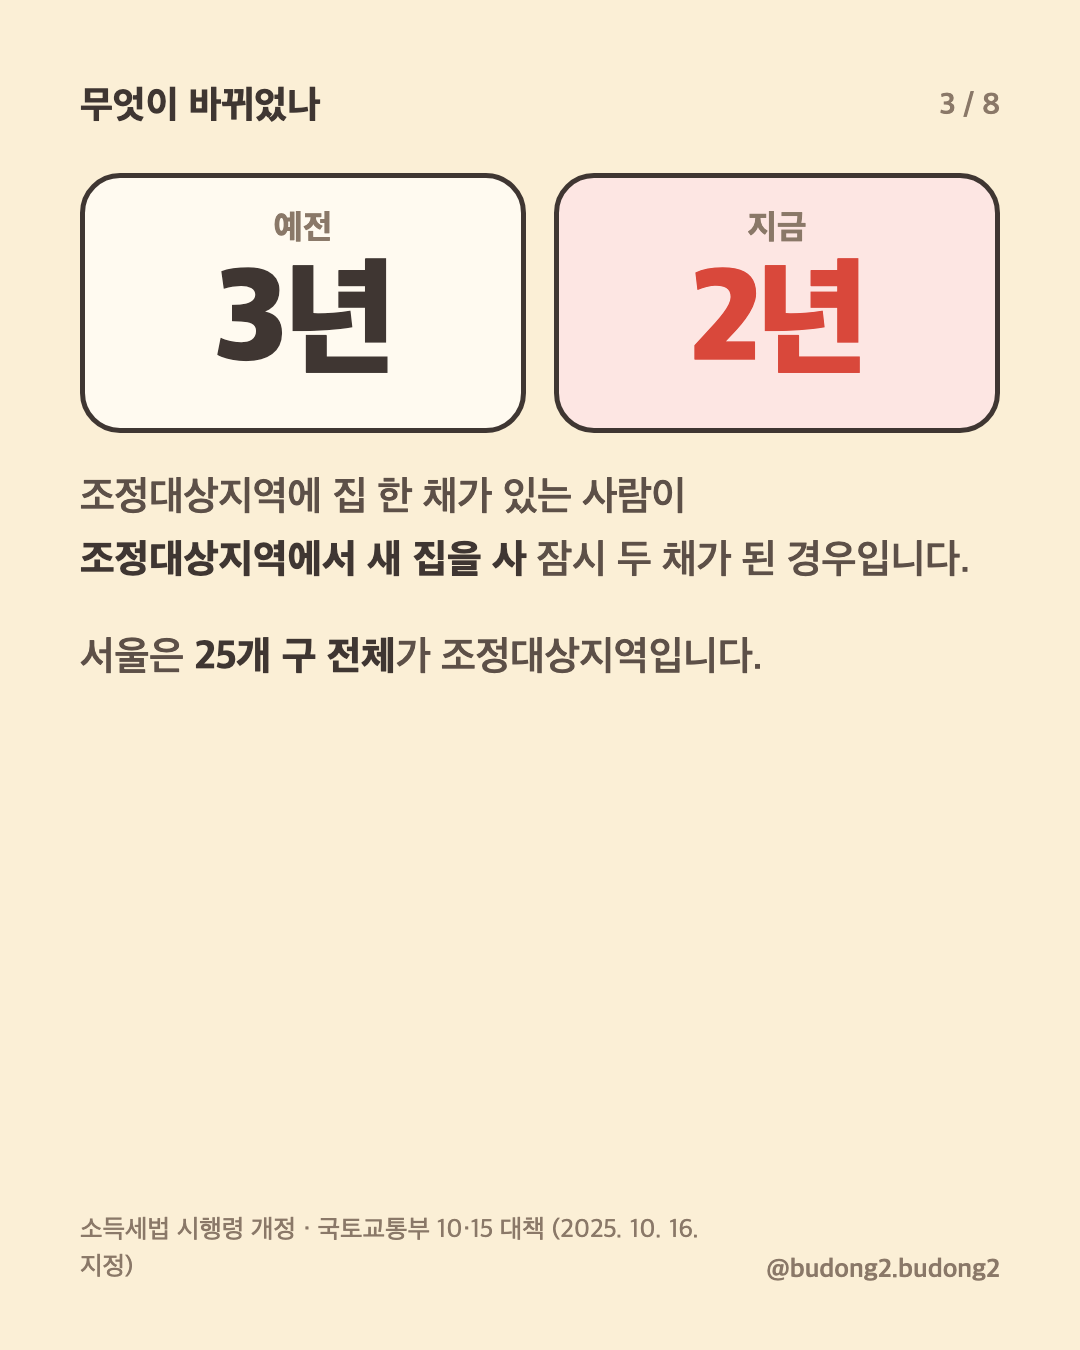 무엇이 바뀌었나
3 / 8
예전
3년
지금
2년
조정대상지역에 집 한 채가 있는 사람이
조정대상지역에서 새 집을 사 잠시 두 채가 된 경우입니다.
서울은 25개 구 전체가 조정대상지역입니다.
소득세법 시행령 개정 · 국토교통부 10·15 대책 (2025. 10. 16.
지정)
@budong2.budong2